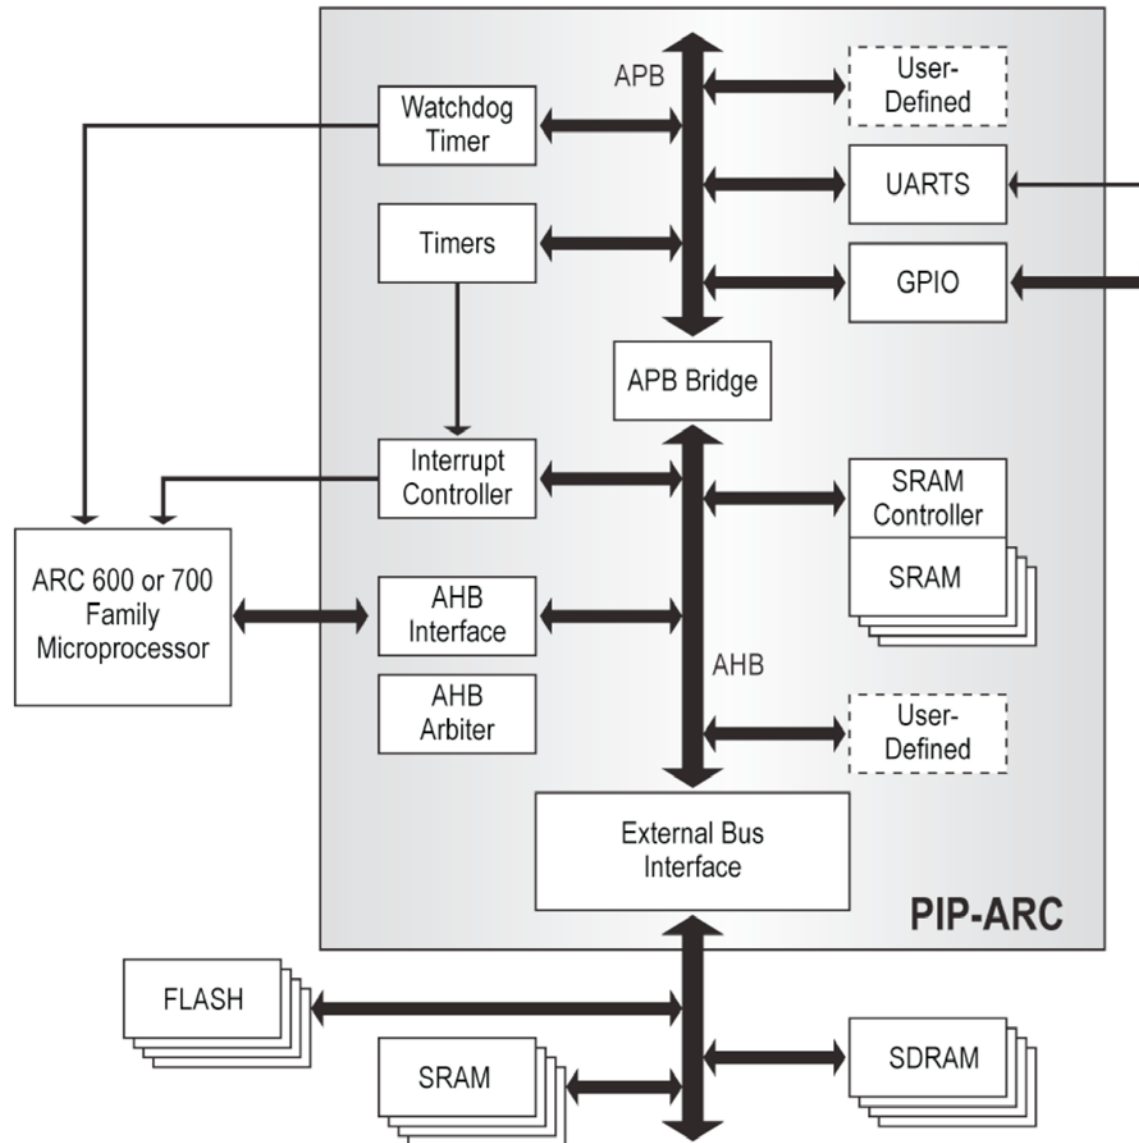 APB
User-
Defined
Watchdog
Timer
UARTS
Timers
GPIO
APB Bridge
Interrupt
Controller
SRAM
Controller
SRAM
ARC 600 or 700
Family
Microprocessor
AHB
Interface
AHB
AHB
Arbiter
User-
Defined
External Bus
Interface
PIP-ARC
FLASH
SRAM
SDRAM